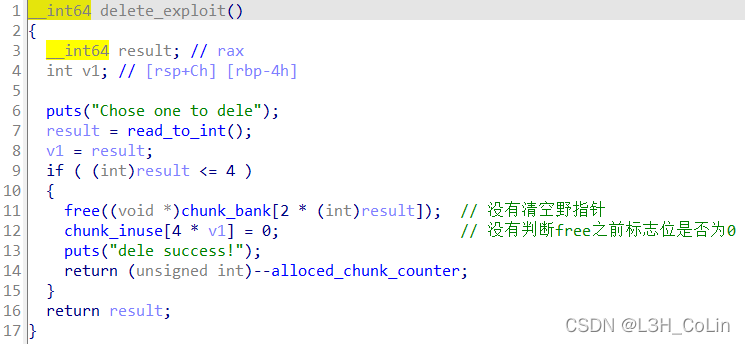 1 __int64 delete_exploit()
2 {
3 __int64 result; // rax
4 int v1; // [rsp+Ch] [rbp-4h]
5
6 puts("Chose one to dele");
7 result = read_to_int();
8 v1 = result;
9 if ( (int)result <= 4 )
10 {
11 free((void *)chunk_bank[2 * (int)result]); // 没有清空野指针
12 chunk_inuse[4 * v1] = 0; // 没有判断free之前标志位是否为0
13 puts("dele success!");
14 return (unsigned int)--alloced_chunk_counter;
15 }
16 return result;
17 }
CSDN @L3H_CoLin